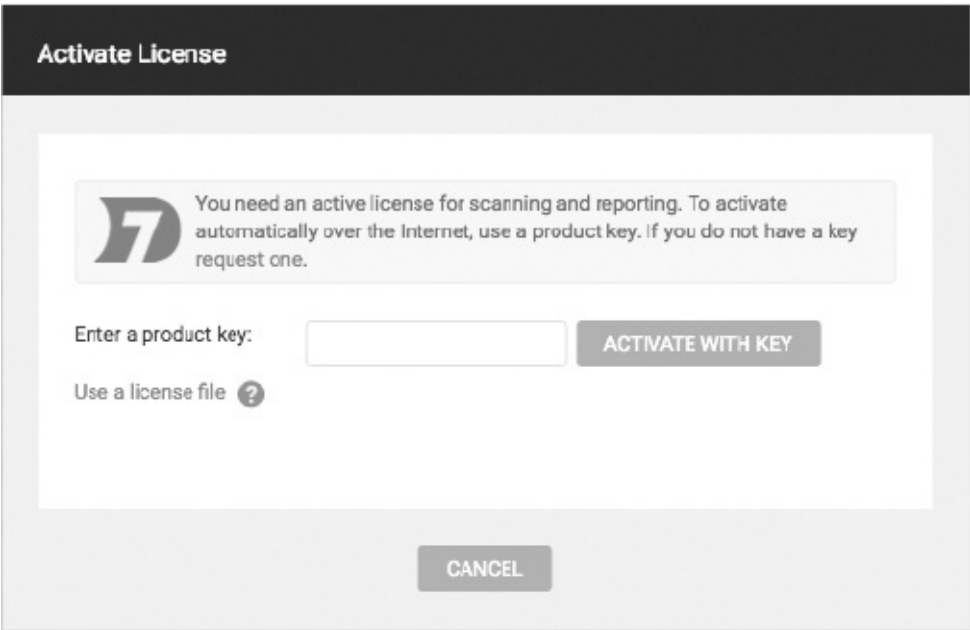 Activate License
You need an active license for scanning and reporting. To activate
automatically over the Internet, use a product key. If you do not have a key
request one.
Enter a product key:
ACTIVATE WITH KEY
Use a license file ?
CANCEL